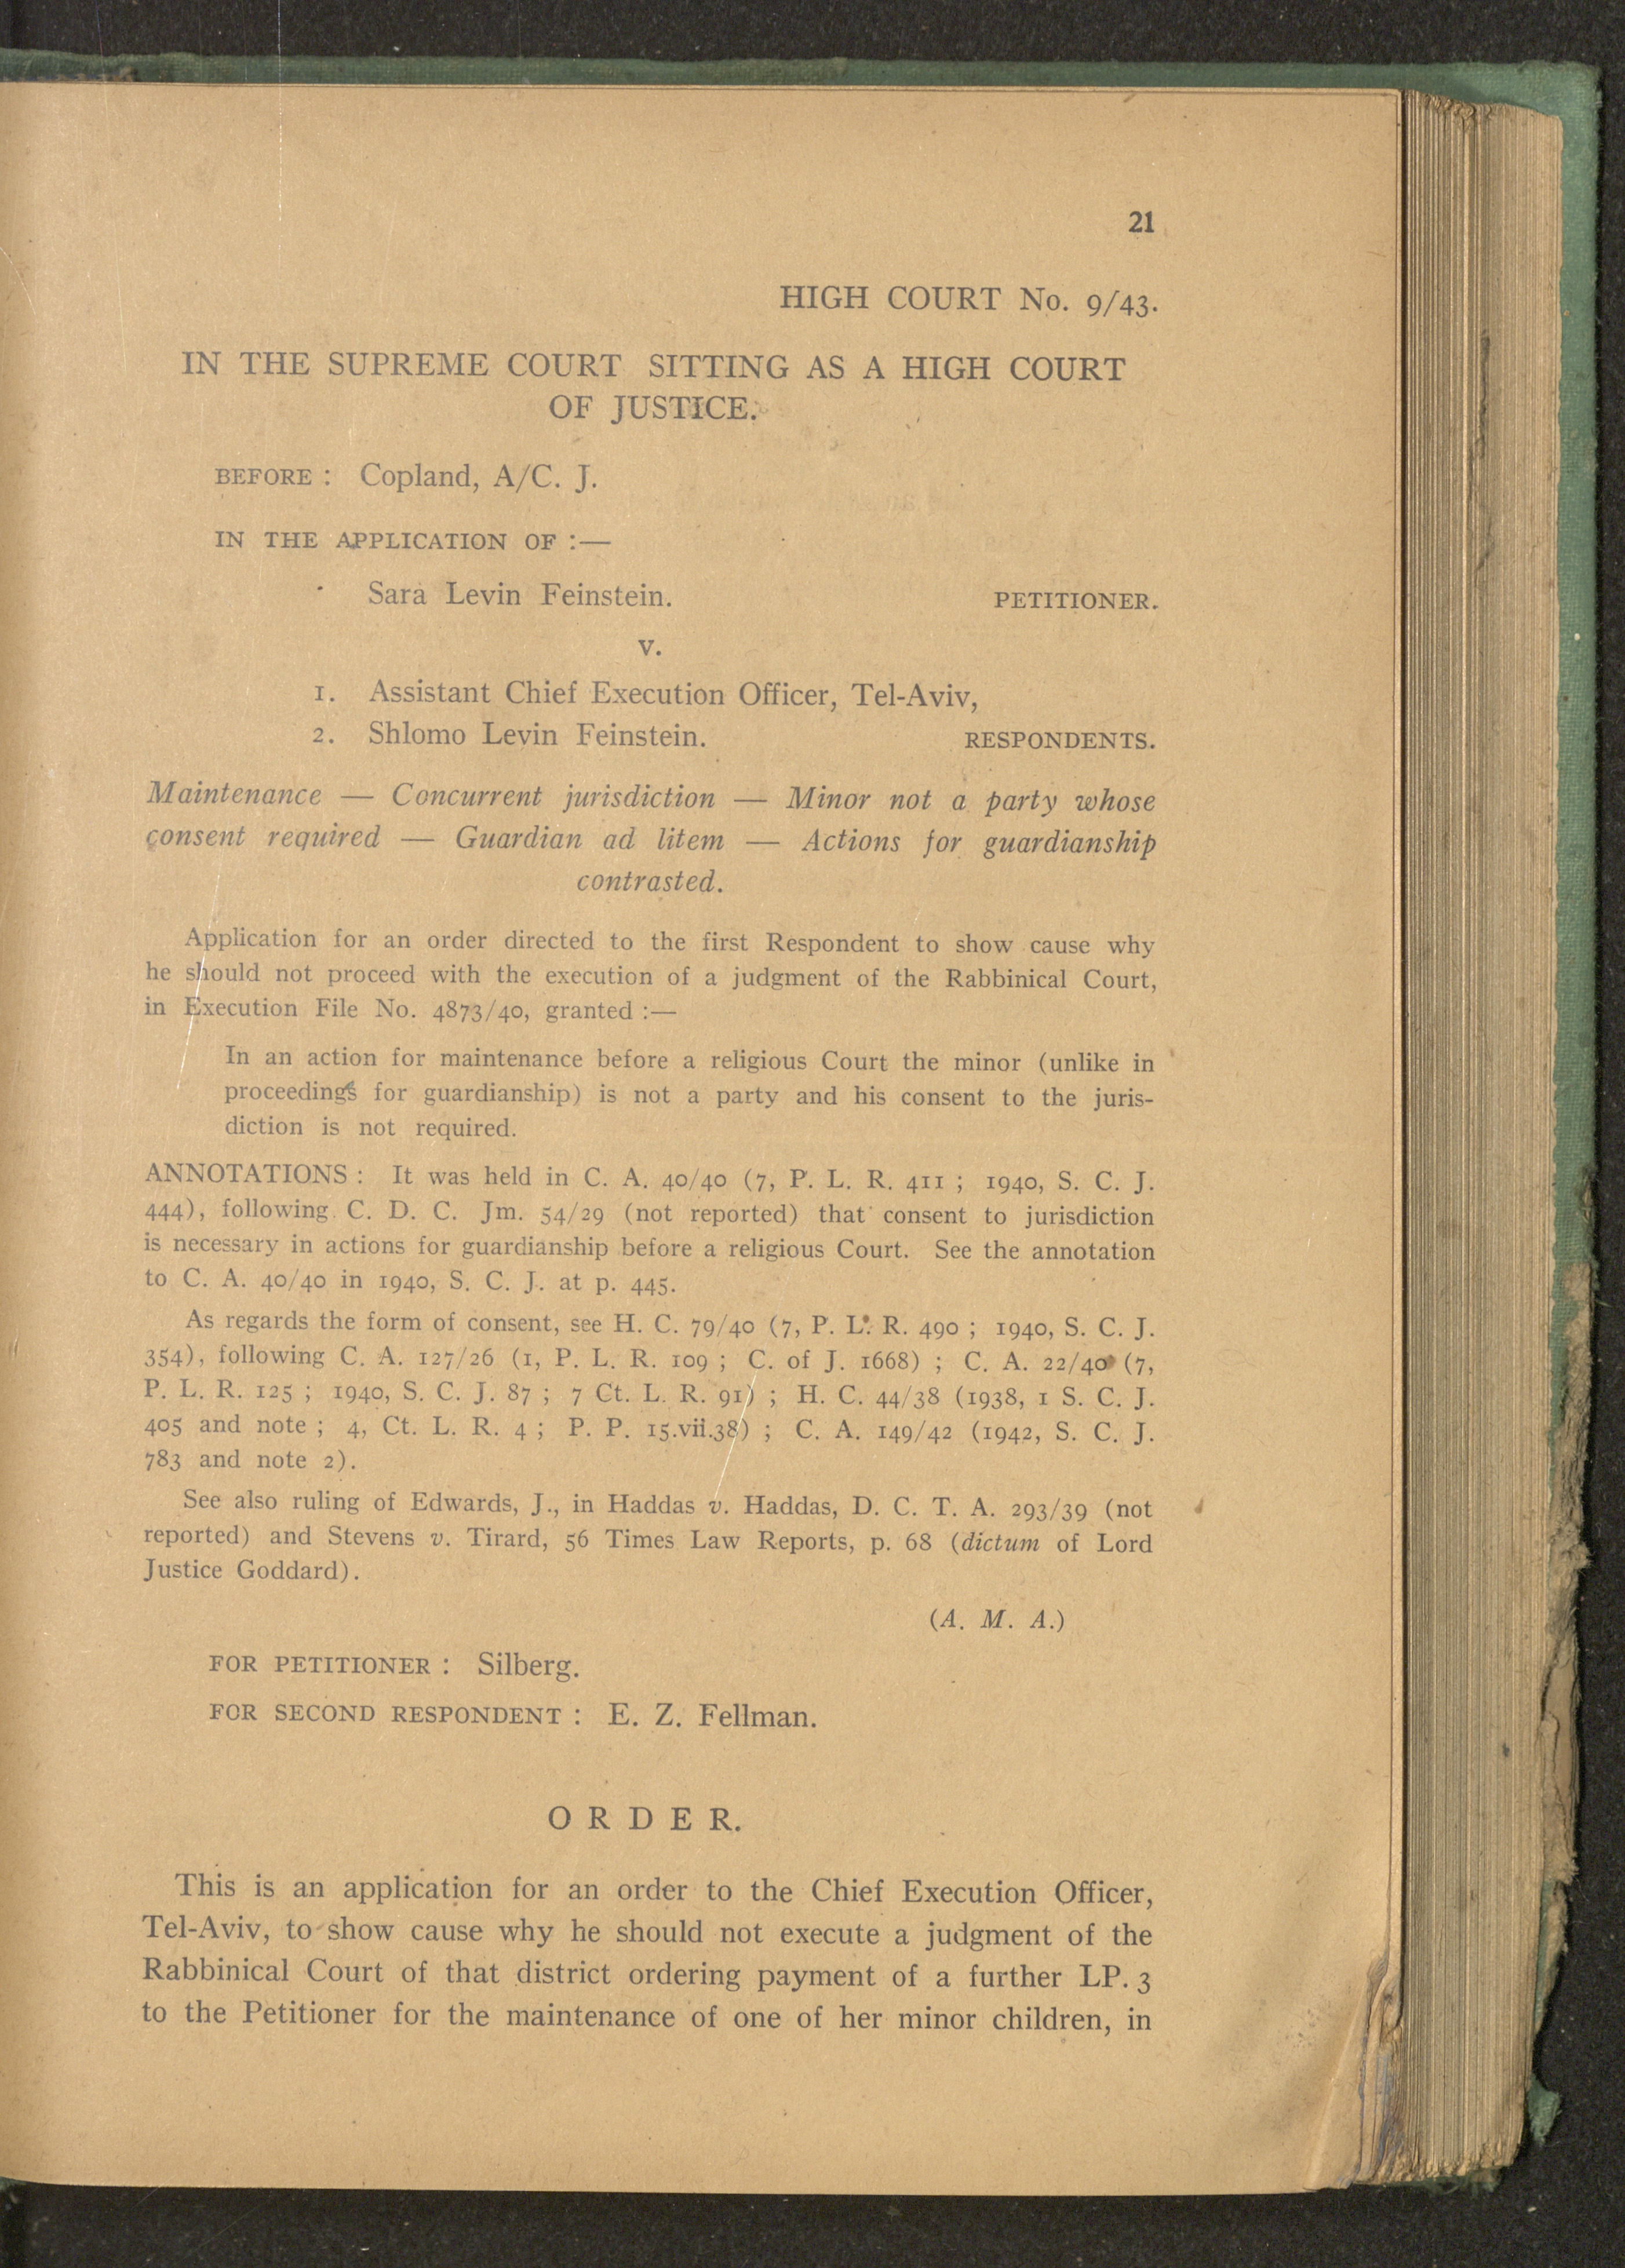 21
HIGH COURT No. 9/43.
IN THE SUPREME COURT SITTING AS A HIGH COURT
OF JUSTICE.
BEFORE : Copland, A/C. J.
IN THE APPLICATION OF :—
Sara Levin Feinstein. PETITIONER.
v.
1. Assistant Chief Execution Officer, Tel-Aviv,
2. Shlomo Levin Feinstein. RESPONDENTS.
Maintenance — Concurrent jurisdiction — Minor not a party whose
consent required — Guardian ad litem — Actions for guardianship
contrasted.
Application for an order directed to the first Respondent to show cause why
he should not proceed with the execution of a judgment of the Rabbinical Court,
in Execution File No. 4873/40, granted :—
In an action for maintenance before a religious Court the minor (unlike in
proceedings for guardianship) is not a party and his consent to the juris-
diction is not required.
ANNOTATIONS : It was held in C. A. 40/40 (7, P. L. R. 411 ; 1940, S. C. J.
444), following C. D. C. Jm. 54/29 (not reported) that consent to jurisdiction
is necessary in actions for guardianship before a religious Court. See the annotation
to C. A. 40/40 in 1940, S. C. J. at p. 445.
As regards the form of consent, see H. C. 79/40 (7, P. L. R. 490 ; 1940, S. C. J.
354), following C. A. 127/26 (1, P. L. R. 109 ; C. of J. 1668) ; C. A. 22/40 (7,
P. L. R. 125 ; 1940, S. C. J. 87 ; 7 Ct. L. R. 91) ; H. C. 44/38 (1938, 1 S. C. J.
405 and note ; 4, Ct. L. R. 4 ; P. P. 15.vii.38) ; C. A. 149/42 (1942, S. C. J.
783 and note 2).
See also ruling of Edwards, J., in Haddas v. Haddas, D. C. T. A. 293/39 (not
reported) and Stevens v. Tirard, 56 Times Law Reports, p. 68 (dictum of Lord
Justice Goddard).
(A. M. A.)
FOR PETITIONER : Silberg.
FOR SECOND RESPONDENT : E. Z. Fellman.
O R D E R.
This is an application for an order to the Chief Execution Officer,
Tel-Aviv, to show cause why he should not execute a judgment of the
Rabbinical Court of that district ordering payment of a further LP. 3
to the Petitioner for the maintenance of one of her minor children, in